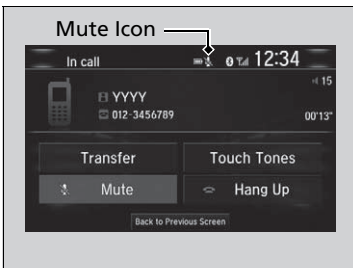 Mute Icon
In call 12:34
15
YYYY
012-3456789 00'13"
Transfer Touch Tones
Mute Hang Up
Back to Previous Screen